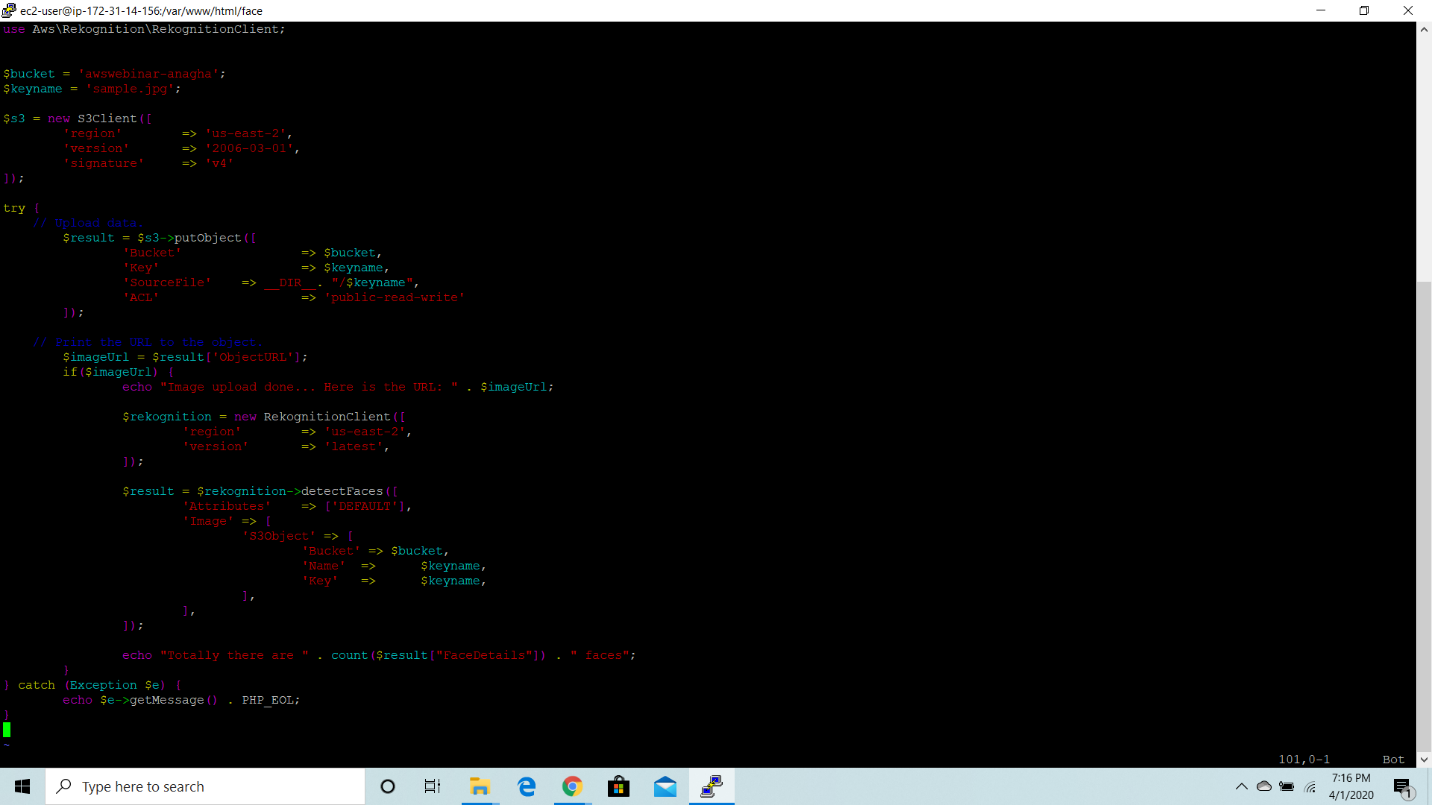 ec2-user@ip-172-31-14-156:/var/www/html/face
use Aws\Rekognition\RekognitionClient;
$bucket = 'awswebinar-anagha';
$keyname = 'sample.jpg';
$s3 = new S3Client([
'region' => 'us-east-2',
'version' => '2006-03-01',
'signature' => 'v4'
]);
try {
// Upload data.
$result = $s3->putObject([
'Bucket' => $bucket,
'Key' => $keyname,
'SourceFile' => __DIR__. "/$keyname",
'ACL' => 'public-read-write'
]);
// Print the URL to the object.
$imageUrl = $result['ObjectURL'];
if($imageUrl) {
echo "Image upload done... Here is the URL: " . $imageUrl;
$rekognition = new RekognitionClient([
'region' => 'us-east-2',
'version' => 'latest',
]);
$result = $rekognition->detectFaces([
'Attributes' => ['DEFAULT'],
'Image' => [
'S3Object' => [
'Bucket' => $bucket,
'Name' => $keyname,
'Key' => $keyname,
],
],
]);
echo "Totally there are " . count($result["FaceDetails"]) . " faces";
}
} catch (Exception $e) {
echo $e->getMessage() . PHP_EOL;
}
~
101,0-1 Bot
Type here to search
7:16 PM
4/1/2020
1